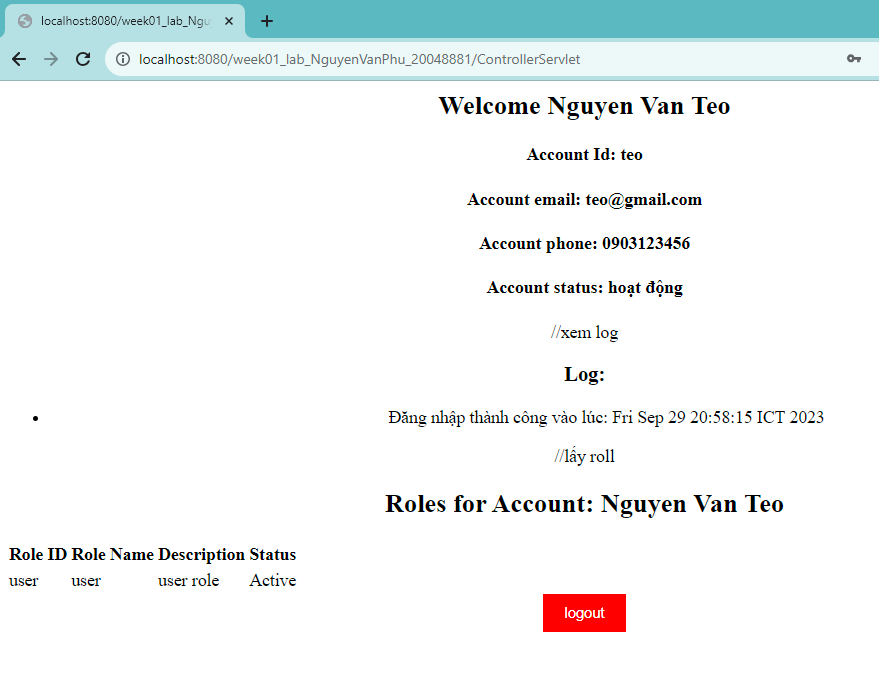 localhost:8080/week01_lab_Ngu
localhost:8080/week01_lab_NguyenVanPhu_20048881/ControllerServlet
Welcome Nguyen Van Teo
Account Id: teo
Account email: teo@gmail.com
Account phone: 0903123456
Account status: hoạt động
//xem log
Log:
Đăng nhập thành công vào lúc: Fri Sep 29 20:58:15 ICT 2023
//lấy roll
Roles for Account: Nguyen Van Teo
Role ID Role Name Description Status
user user user role Active
logout